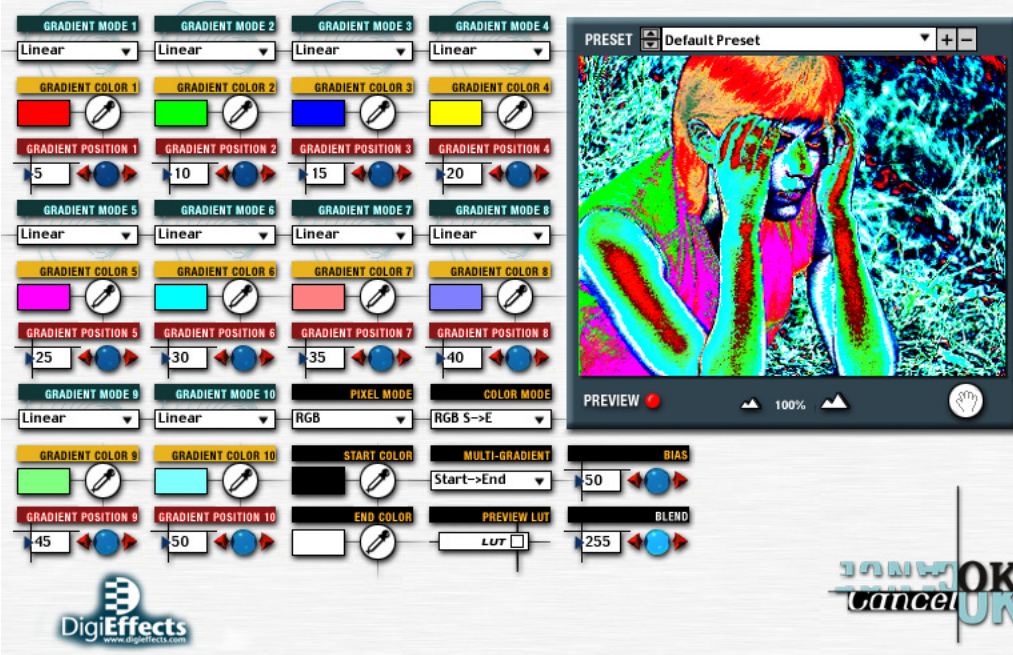 GRADIENT MODE 1 GRADIENT MODE 2 GRADIENT MODE 3 GRADIENT MODE 4
Linear Linear Linear Linear
GRADIENT COLOR 1 GRADIENT COLOR 2 GRADIENT COLOR 3 GRADIENT COLOR 4
GRADIENT POSITION 1 GRADIENT POSITION 2 GRADIENT POSITION 3 GRADIENT POSITION 4
5 10 15 20
GRADIENT MODE 5 GRADIENT MODE 6 GRADIENT MODE 7 GRADIENT MODE 8
Linear Linear Linear Linear
GRADIENT COLOR 5 GRADIENT COLOR 6 GRADIENT COLOR 7 GRADIENT COLOR 8
GRADIENT POSITION 5 GRADIENT POSITION 6 GRADIENT POSITION 7 GRADIENT POSITION 8
25 30 35 40
GRADIENT MODE 9 GRADIENT MODE 10 PIXEL MODE COLOR MODE
Linear Linear RGB RGB S->E
GRADIENT COLOR 9 GRADIENT COLOR 10 START COLOR MULTI-GRADIENT BIAS
Start->End 50
GRADIENT POSITION 9 GRADIENT POSITION 10 END COLOR PREVIEW LUT BLEND
45 50 LUT 255
PRESET Default Preset + −
PREVIEW 100%
DigiEffects
www.digieffects.com
Cancel OK